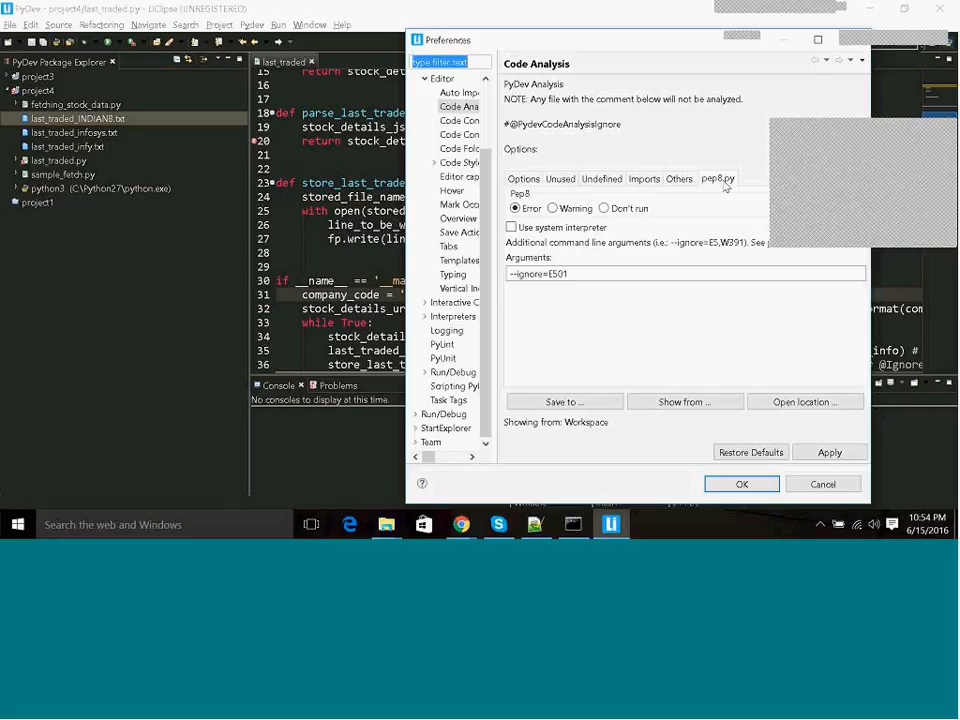 PyDev - project4/last_traded.py - LiClipse (UNREGISTERED)
File Edit Source Refactoring Navigate Search Project Pydev Run Window Help
PyDev Package Explorer
project3
project4
fetching_stock_data.py
last_traded_INDIANB.txt
last_traded_infosys.txt
last_traded_infy.txt
last_traded.py
sample_fetch.py
python3 (C:\Python27\python.exe)
project1
last_traded
15 return stock_de
16
17
18 def parse_last_traded
19 stock_details_js
20 return stock_det
21
22
23 def store_last_traded
24 stored_file_name
25 with open(stored
26 line_to_be_w
27 fp.write(lin
28
29
30 if __name__ == '__ma
31 company_code = '
32 stock_details_ur
ormat(com
33 while True:
34 stock_detail
35 last_traded_
_info) #
36 store_last_t
# @Ignore
Console Problems
No consoles to display at this time.
Preferences
type filter text
Editor
Auto Imp
Code Ana
Code Con
Code Con
Code Fol
Code Style
Editor cap
Hover
Mark Occ
Overview
Save Actio
Tabs
Templates
Typing
Vertical In
Interactive C
Interpreters
Logging
PyLint
PyUnit
Run/Debug
Scripting Pyl
Task Tags
Run/Debug
StartExplorer
Team
Code Analysis
PyDev Analysis
NOTE: Any file with the comment below will not be analyzed.
#@PydevCodeAnalysisIgnore
Options:
Options Unused Undefined Imports Others pep8.py
Pep8
Error Warning Don't run
Use system interpreter
Additional command line arguments (i.e.: --ignore=E5,W391). See p
Arguments:
--ignore=E501
Save to ... Show from ... Open location ...
Showing from: Workspace
Restore Defaults Apply
OK Cancel
Search the web and Windows
10:54 PM
6/15/2016